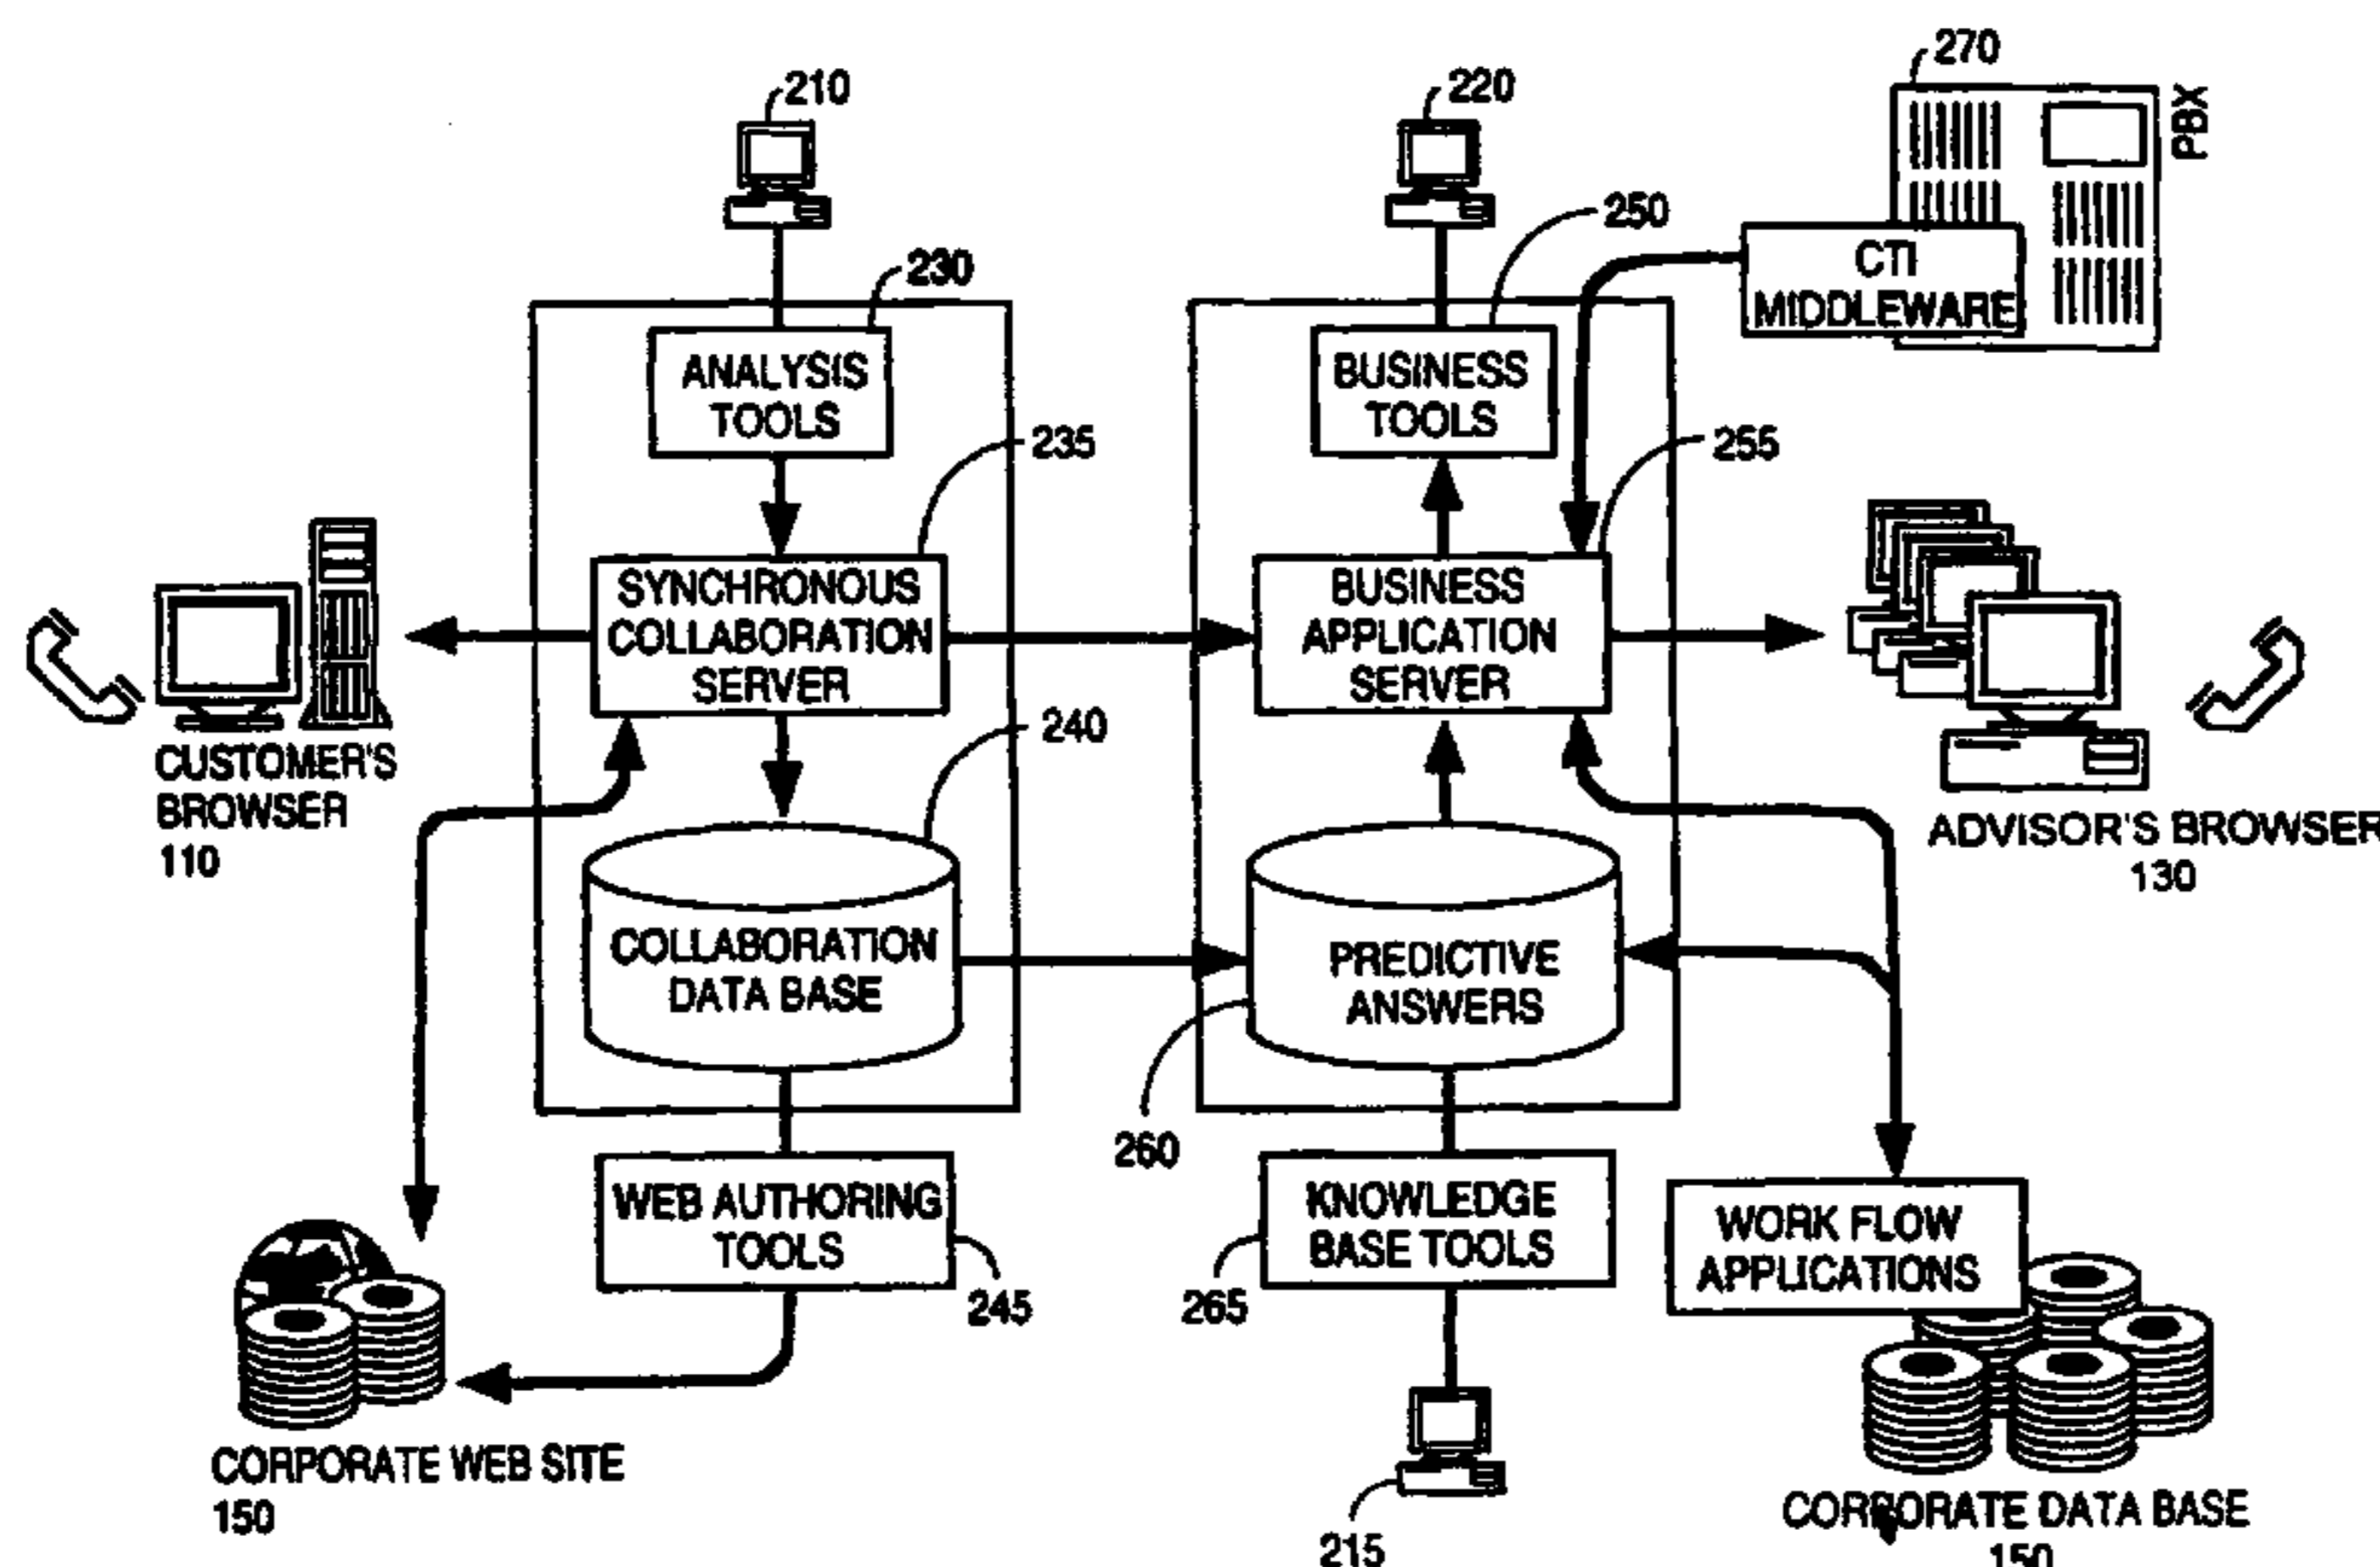 210
220
270
PBX
230
250
CTI
MIDDLEWARE
ANALYSIS
TOOLS
BUSINESS
TOOLS
235
255
SYNCHRONOUS
COLLABORATION
SERVER
BUSINESS
APPLICATION
SERVER
240
CUSTOMER'S
BROWSER
110
ADVISOR'S BROWSER
130
COLLABORATION
DATA BASE
PREDICTIVE
ANSWERS
260
WEB AUTHORING
TOOLS
245
KNOWLEDGE
BASE TOOLS
265
WORK FLOW
APPLICATIONS
CORPORATE WEB SITE
150
215
CORPORATE DATA BASE
150